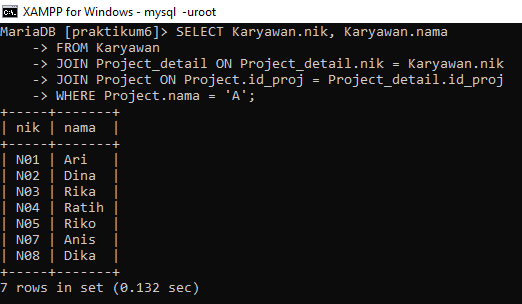 XAMPP for Windows - mysql -uroot
MariaDB [praktikum6]> SELECT Karyawan.nik, Karyawan.nama
    -> FROM Karyawan
    -> JOIN Project_detail ON Project_detail.nik = Karyawan.nik
    -> JOIN Project ON Project.id_proj = Project_detail.id_proj
    -> WHERE Project.nama = 'A';
+-----+-------+
| nik | nama  |
+-----+-------+
| N01 | Ari   |
| N02 | Dina  |
| N03 | Rika  |
| N04 | Ratih |
| N05 | Riko  |
| N07 | Anis  |
| N08 | Dika  |
+-----+-------+
7 rows in set (0.132 sec)